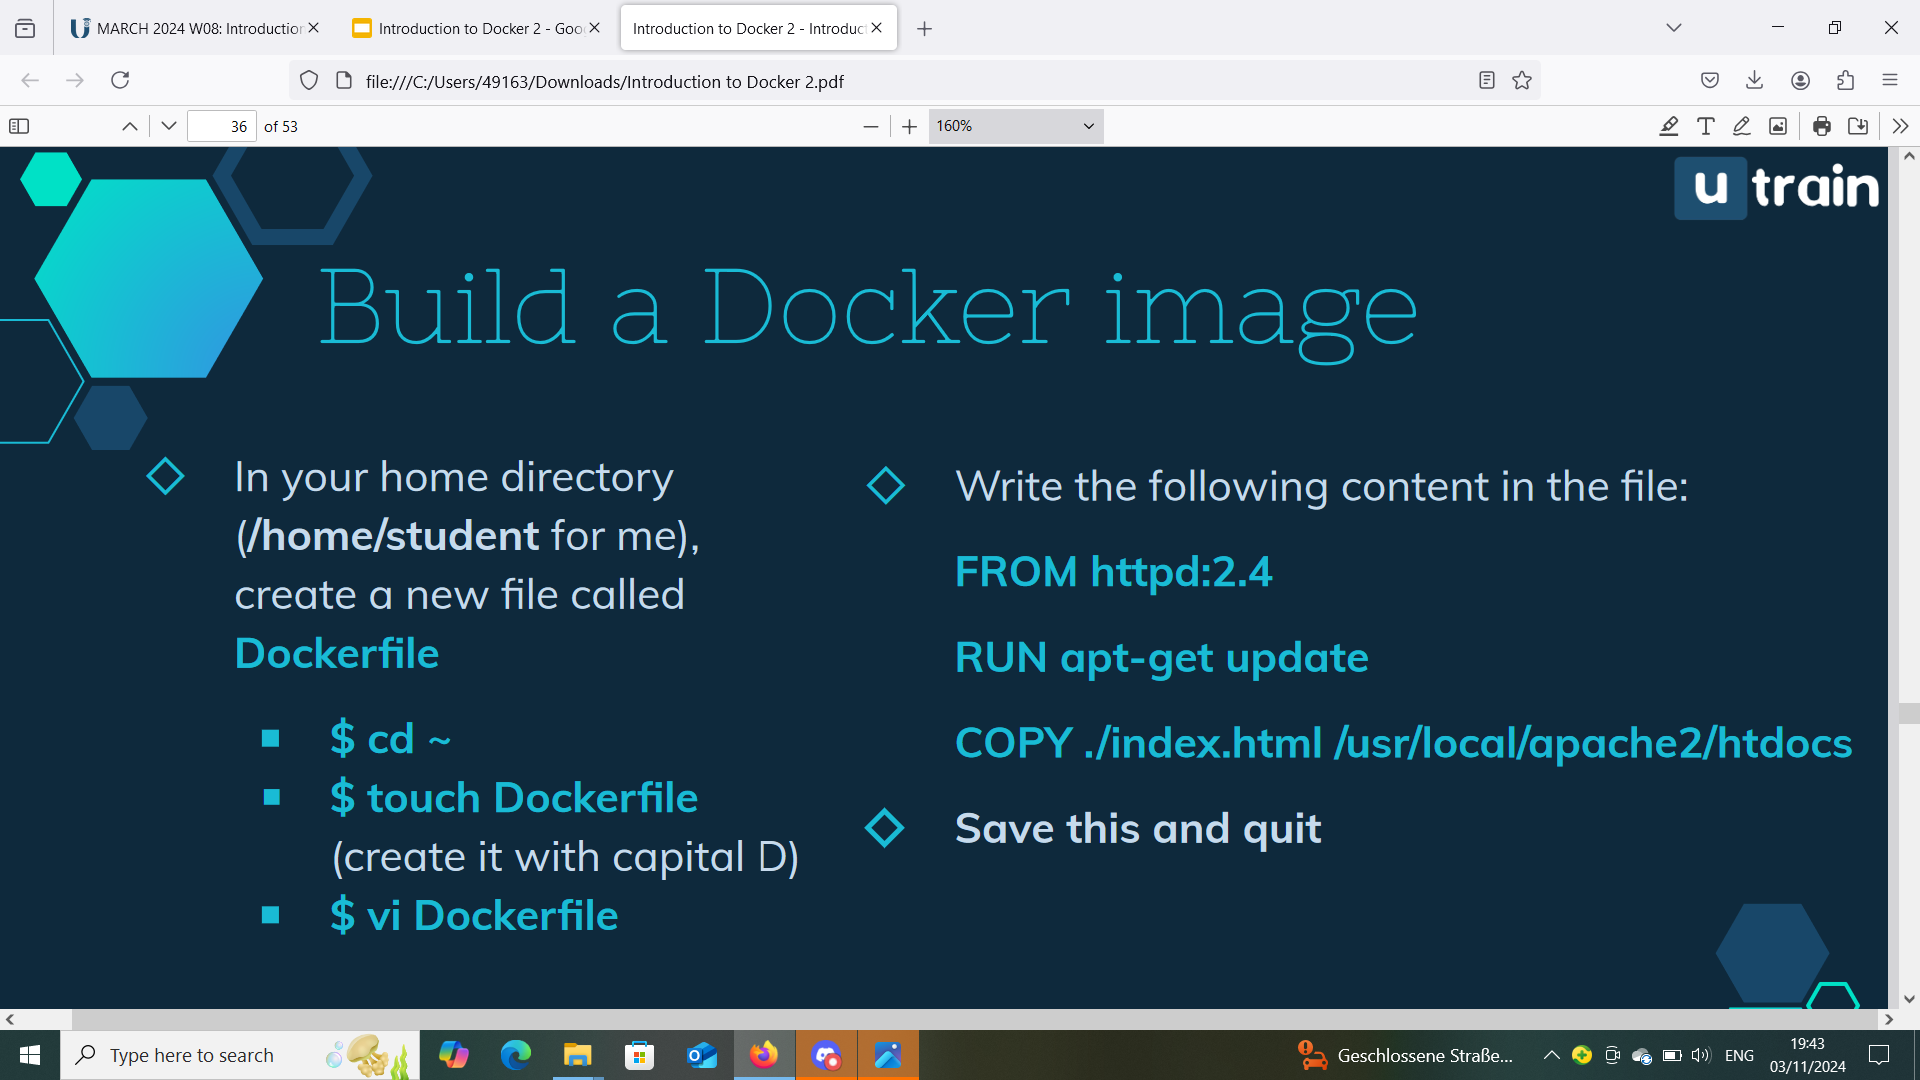 MARCH 2024 W08: Introduction
Introduction to Docker 2 - Goo
Introduction to Docker 2 - Introduct
file:///C:/Users/49163/Downloads/Introduction to Docker 2.pdf
36 of 53
160%
u train
Build a Docker image
In your home directory
(/home/student for me),
create a new file called
Dockerfile
$ cd ~
$ touch Dockerfile
(create it with capital D)
$ vi Dockerfile
Write the following content in the file:
FROM httpd:2.4
RUN apt-get update
COPY ./index.html /usr/local/apache2/htdocs
Save this and quit
Type here to search
Geschlossene Straße...
ENG
19:43
03/11/2024